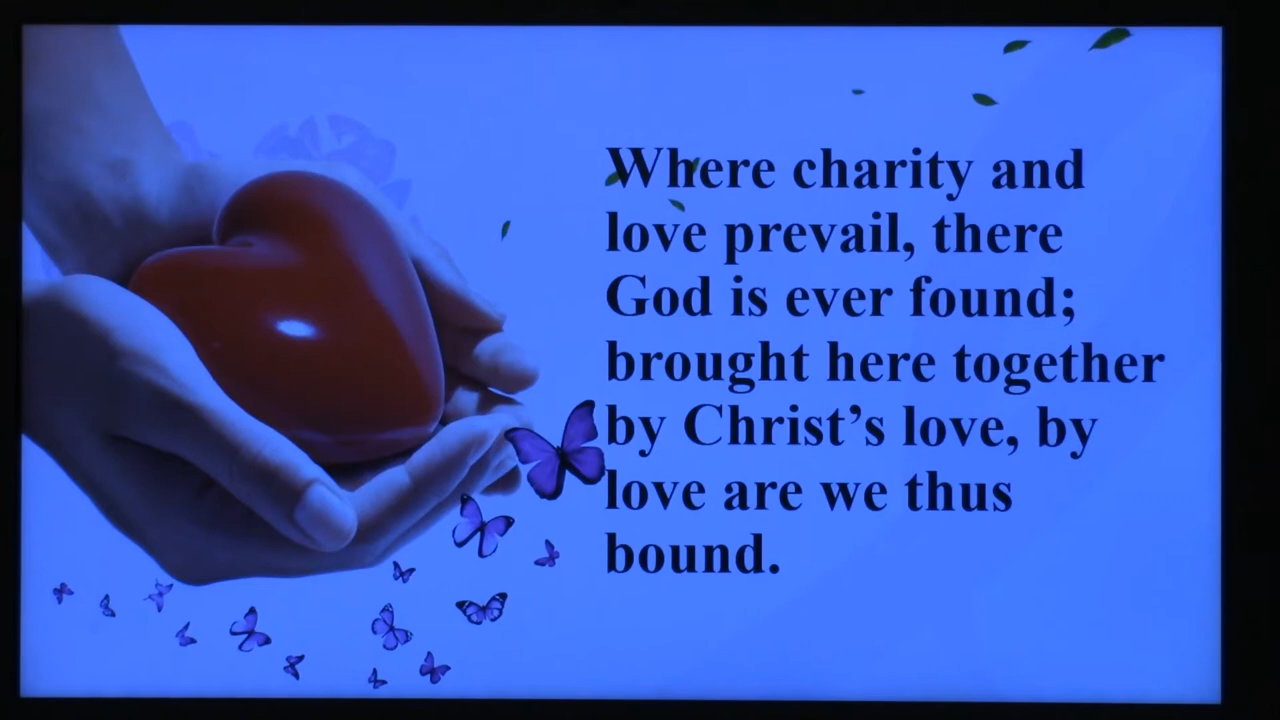 Where charity and
love prevail, there
God is ever found;
brought here together
by Christ’s love, by
love are we thus
bound.